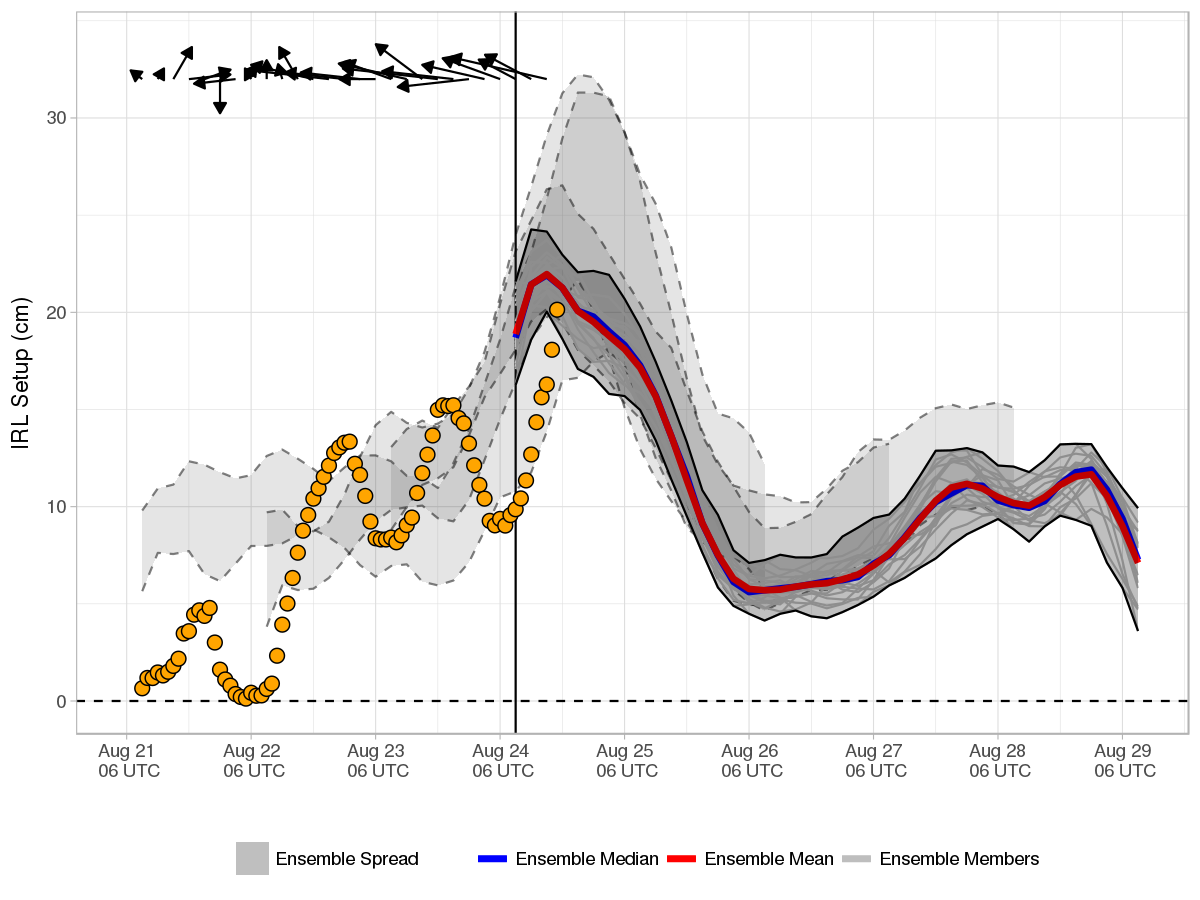 IRL Setup (cm)
30
20
10
0
Aug 21 Aug 22 Aug 23 Aug 24 Aug 25 Aug 26 Aug 27 Aug 28 Aug 29
06 UTC 06 UTC 06 UTC 06 UTC 06 UTC 06 UTC 06 UTC 06 UTC 06 UTC
Ensemble Spread Ensemble Median Ensemble Mean Ensemble Members